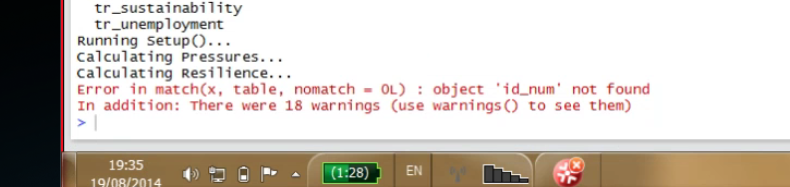 tr_sustainability
tr_unemployment
Running Setup()...
Calculating Pressures...
Calculating Resilience...
Error in match(x, table, nomatch = 0L) : object 'id_num' not found
In addition: There were 18 warnings (use warnings() to see them)
>
19:35
(1:28)
EN
19/08/2014